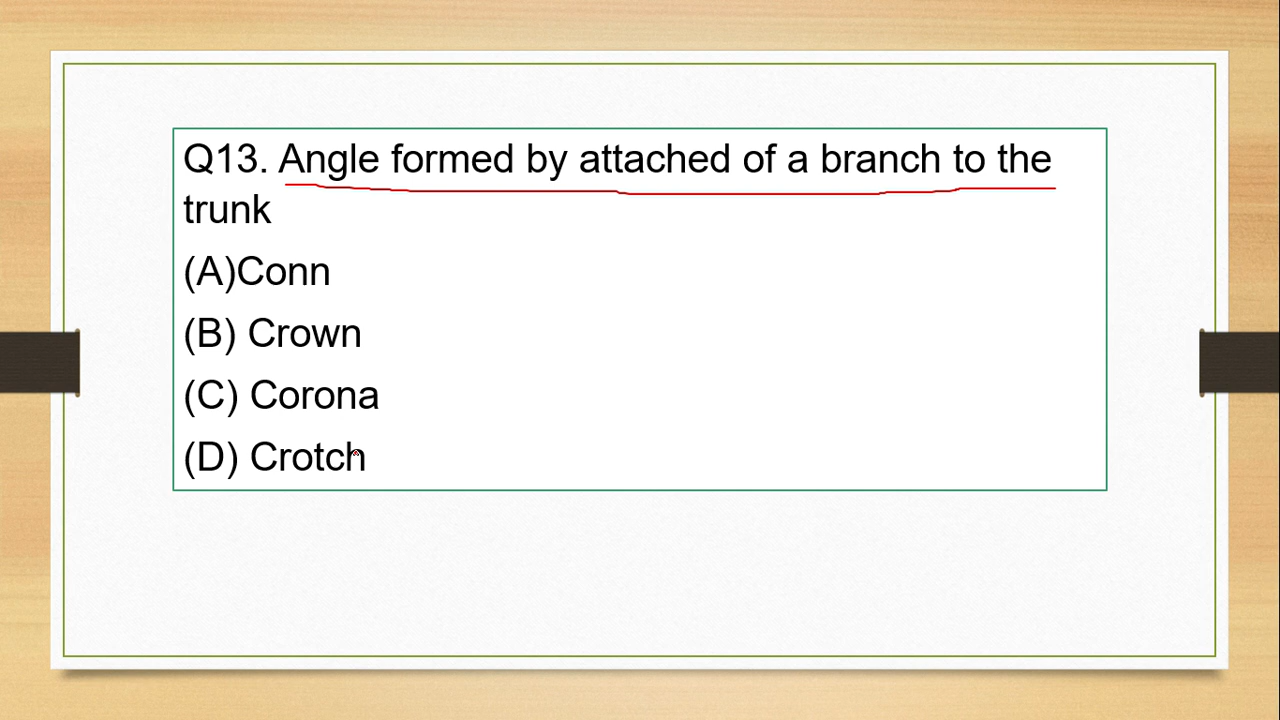 Q13. Angle formed by attached of a branch to the
trunk
(A)Conn
(B) Crown
(C) Corona
(D) Crotch